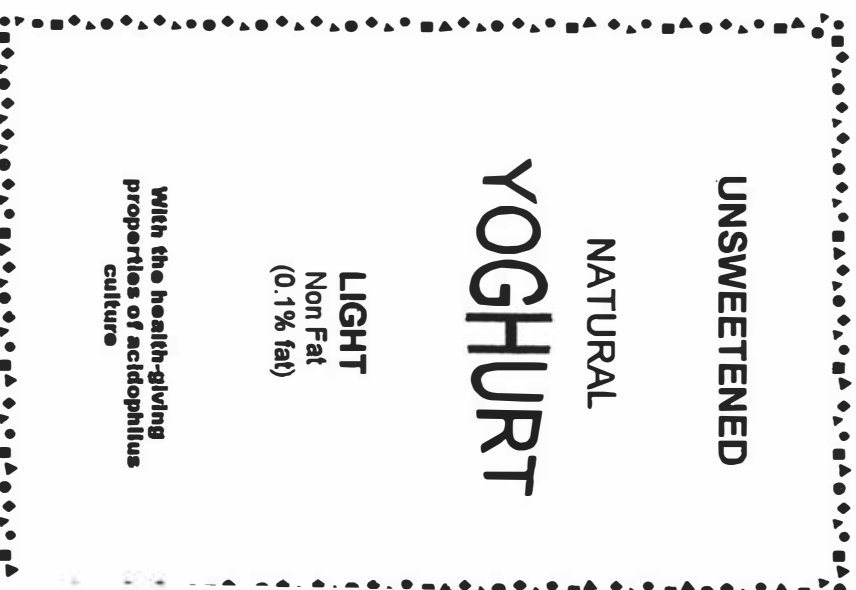 UNSWEETENED
NATURAL
YOGHURT
LIGHT
Non Fat
(0.1% fat)
With the health-giving
properties of acidophilus
culture